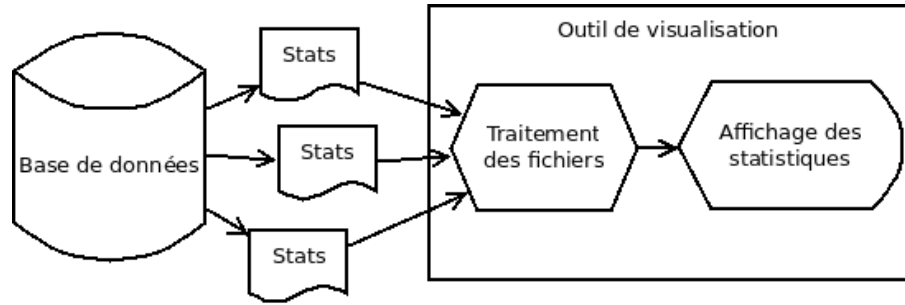 Outil de visualisation
Stats
Base de données
Stats
Stats
Traitement
des fichiers
Affichage des
statistiques